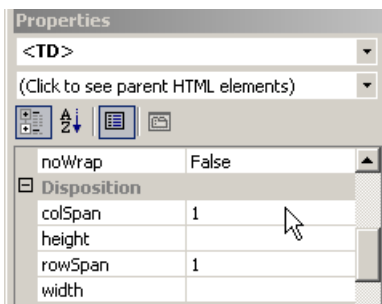 Properties
<TD>
(Click to see parent HTML elements)
noWrap False
Disposition
colSpan 1
height
rowSpan 1
width